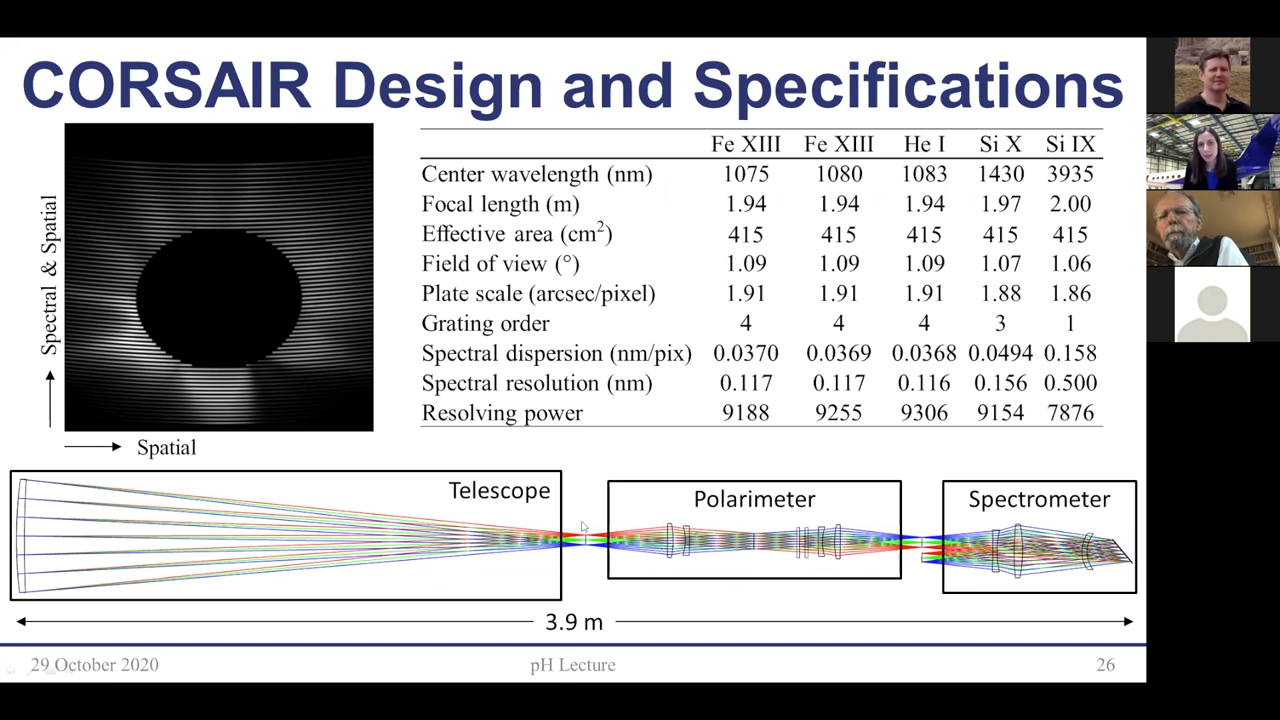 CORSAIR Design and Specifications
Spectral & Spatial
Spatial
Fe XIII Fe XIII He I Si X Si IX
Center wavelength (nm) 1075 1080 1083 1430 3935
Focal length (m) 1.94 1.94 1.94 1.97 2.00
Effective area (cm²) 415 415 415 415 415
Field of view (°) 1.09 1.09 1.09 1.07 1.06
Plate scale (arcsec/pixel) 1.91 1.91 1.91 1.88 1.86
Grating order 4 4 4 3 1
Spectral dispersion (nm/pix) 0.0370 0.0369 0.0368 0.0494 0.158
Spectral resolution (nm) 0.117 0.117 0.116 0.156 0.500
Resolving power 9188 9255 9306 9154 7876
Telescope
Polarimeter
Spectrometer
3.9 m
29 October 2020 pH Lecture 26